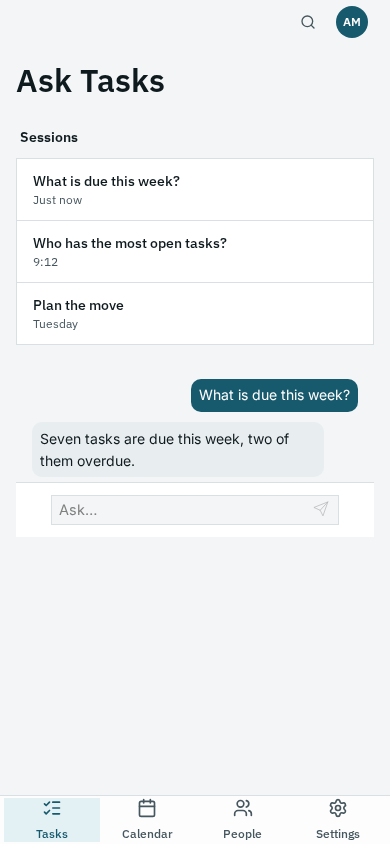 AM
Ask Tasks
Sessions
What is due this week?
Just now
Who has the most open tasks?
9:12
Plan the move
Tuesday
What is due this week?
Seven tasks are due this week, two of
them overdue.
Ask...
Tasks
Calendar
People
Settings